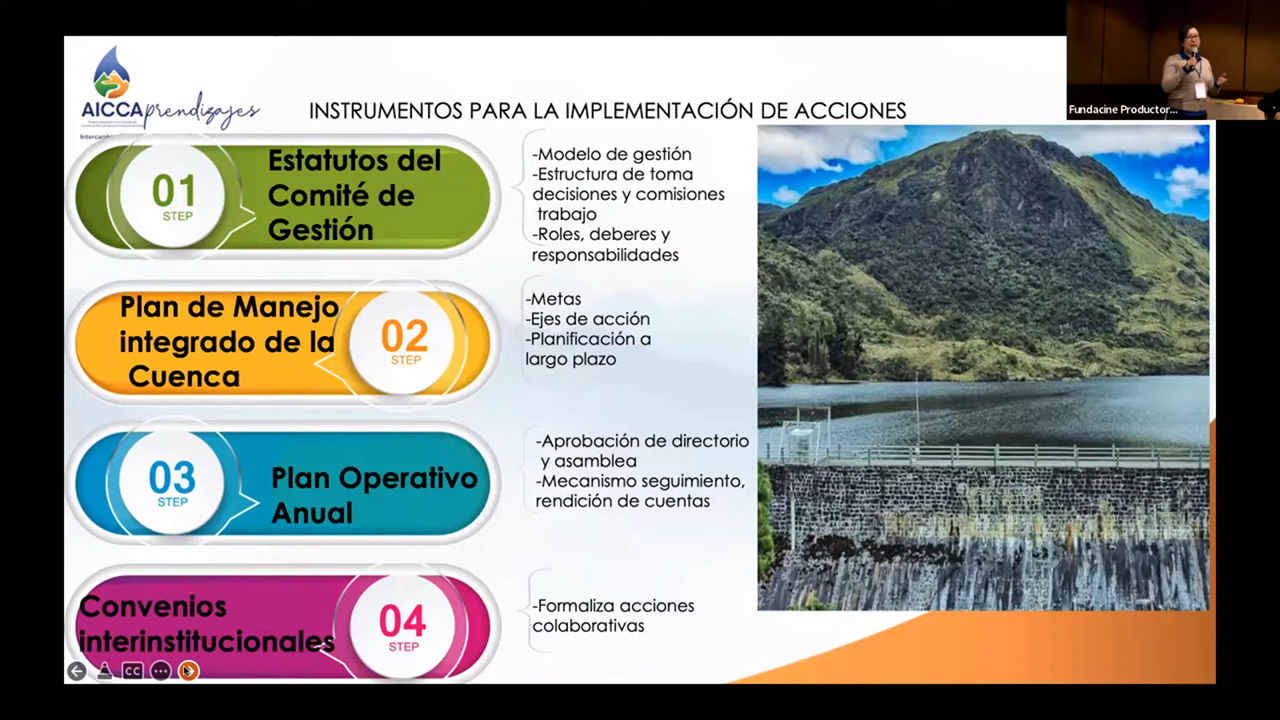 AICCAprendizajes
Intercambi
INSTRUMENTOS PARA LA IMPLEMENTACIÓN DE ACCIONES
Fundacine Productor...
01
STEP
Estatutos del
Comité de
Gestión
-Modelo de gestión
-Estructura de toma
decisiones y comisiones
trabajo
-Roles, deberes y
responsabilidades
Plan de Manejo
integrado de la
Cuenca
02
STEP
-Metas
-Ejes de acción
-Planificación a
largo plazo
03
STEP
Plan Operativo
Anual
-Aprobación de directorio
y asamblea
-Mecanismo seguimiento,
rendición de cuentas
Convenios
interinstitucionales
04
STEP
-Formaliza acciones
colaborativas
CC